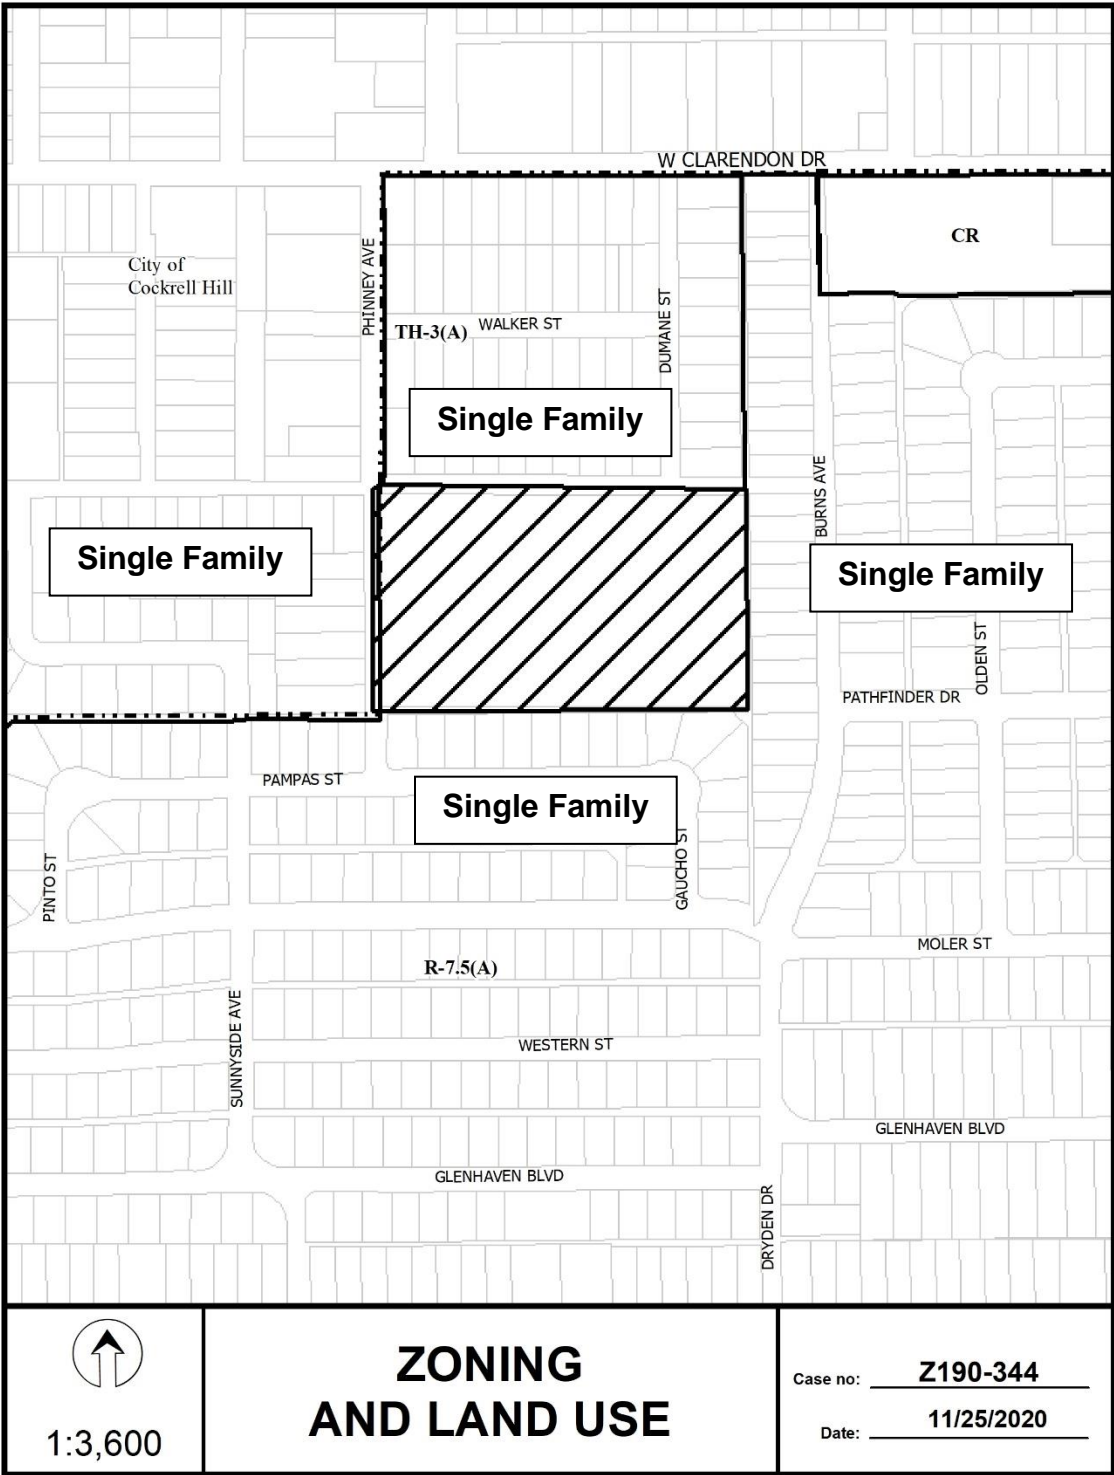 W CLARENDON DR
CR
City of
Cockrell Hill
PHINNEY AVE
TH-3(A)
WALKER ST
DUMANE ST
Single Family
BURNS AVE
Single Family
Single Family
OLDEN ST
PATHFINDER DR
PAMPAS ST
Single Family
GAUCHO ST
PINTO ST
MOLER ST
R-7.5(A)
SUNNYSIDE AVE
WESTERN ST
GLENHAVEN BLVD
GLENHAVEN BLVD
DRYDEN DR
1:3,600
ZONING
AND LAND USE
Case no: Z190-344
Date: 11/25/2020